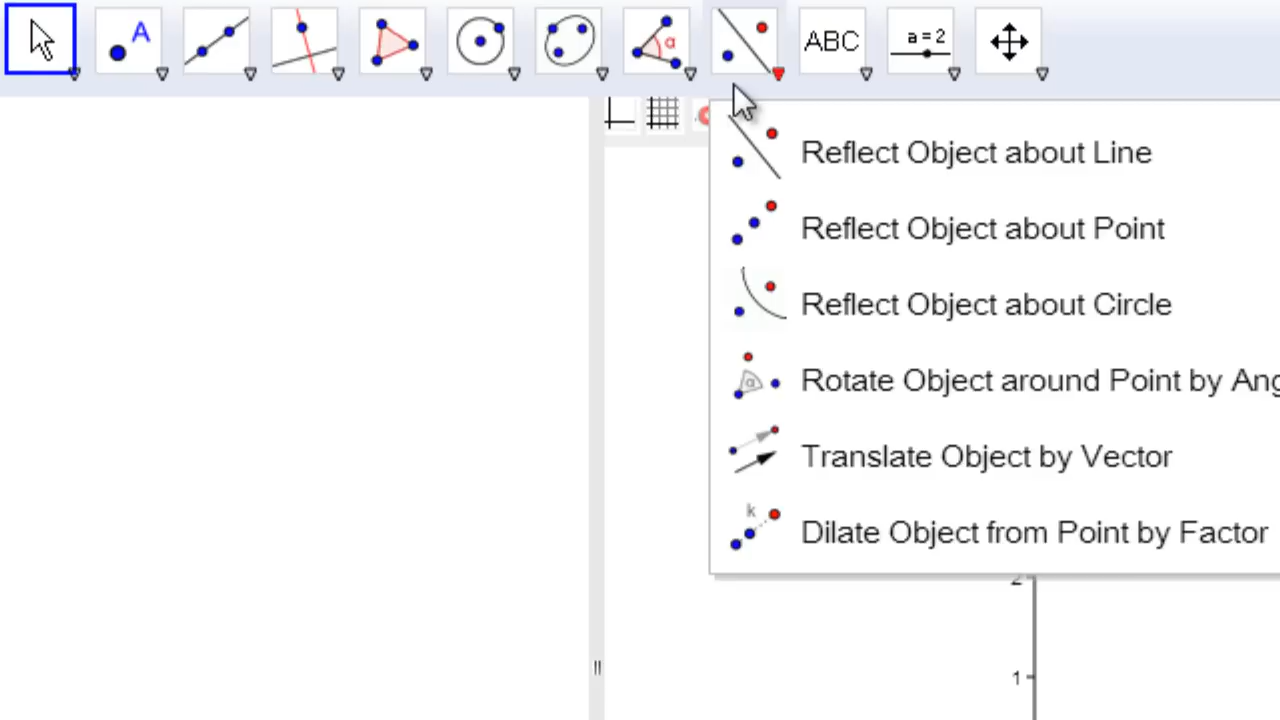 A
α
ABC
a = 2
Reflect Object about Line
Reflect Object about Point
Reflect Object about Circle
α
Rotate Object around Point by Ang
Translate Object by Vector
k
Dilate Object from Point by Factor
2
1